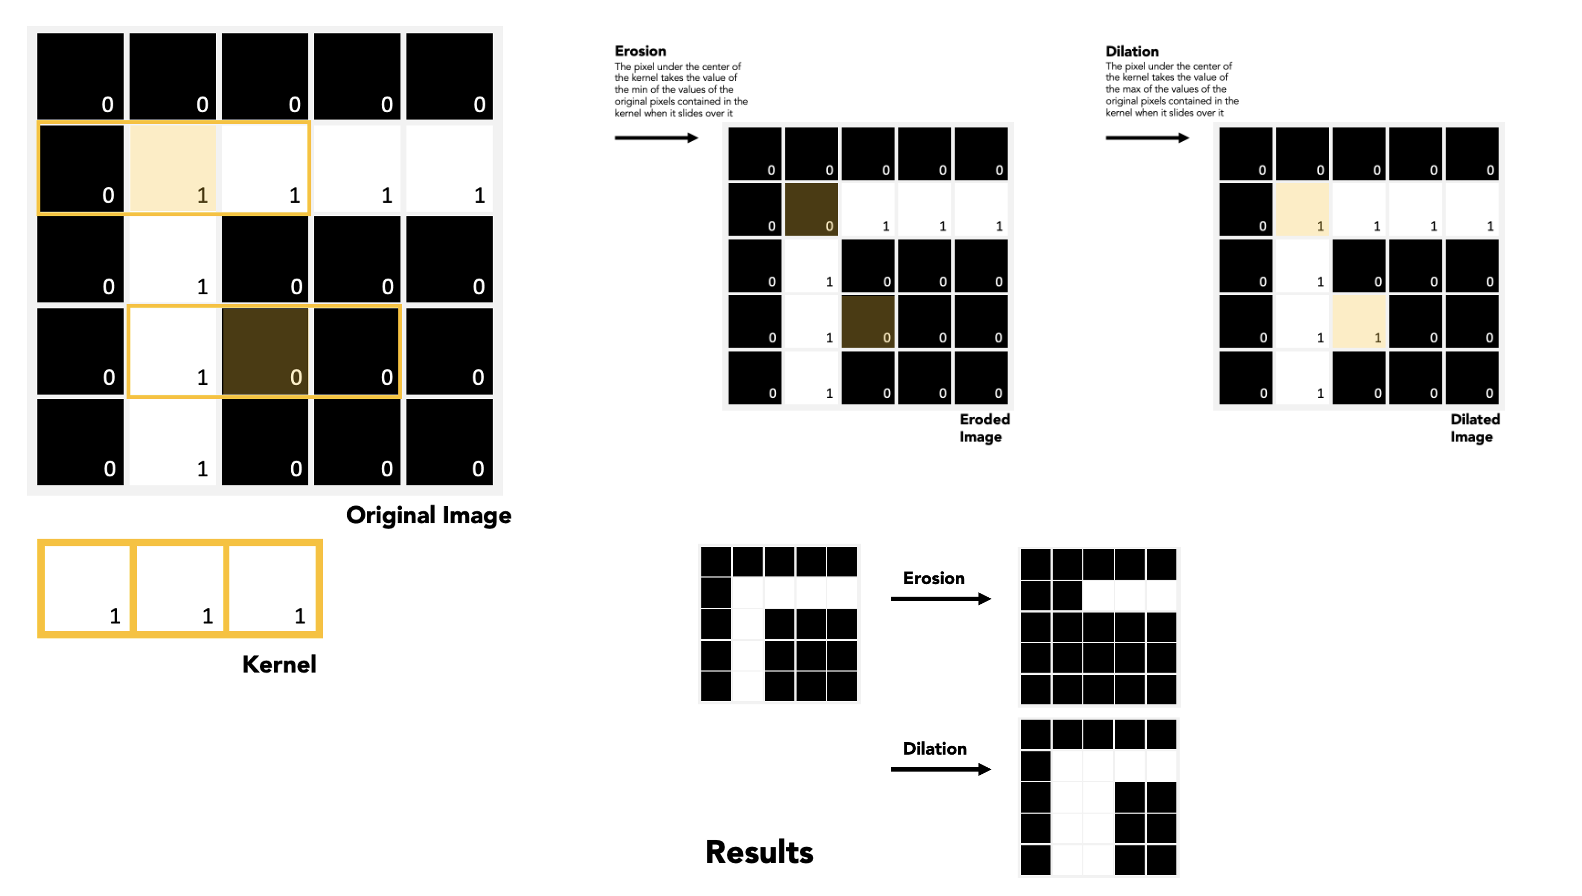 0 0 0 0 0
0 1 1 1 1
0 1 0 0 0
0 1 0 0 0
0 1 0 0 0
Original Image
1 1 1
Kernel
Erosion
The pixel under the center of
the kernel takes the value of
the min of the values of the
original pixels contained in the
kernel when it slides over it
0 0 0 0 0
0 0 1 1 1
0 1 0 0 0
0 1 0 0 0
0 1 0 0 0
Eroded
Image
Dilation
The pixel under the center of
the kernel takes the value of
the max of the values of the
original pixels contained in the
kernel when it slides over it
0 0 0 0 0
0 1 1 1 1
0 1 0 0 0
0 1 1 0 0
0 1 0 0 0
Dilated
Image
Erosion
Dilation
Results